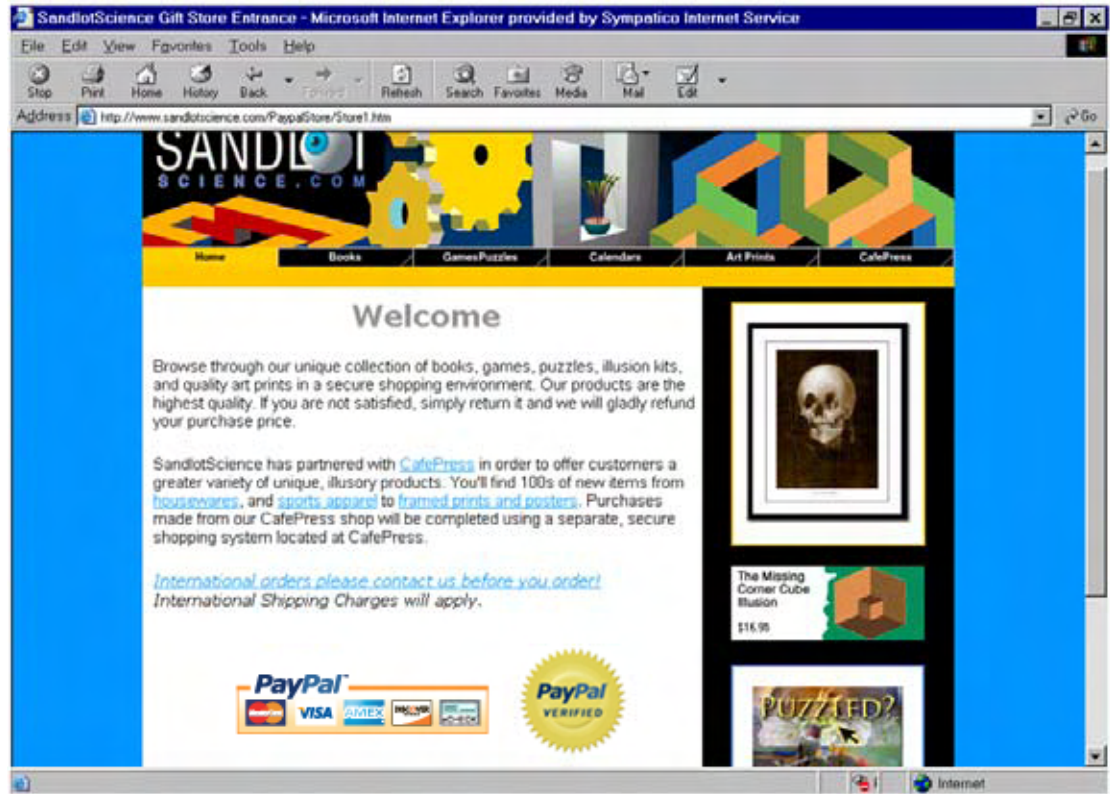 SandlotScience Gift Store Entrance - Microsoft Internet Explorer provided by Sympatico Internet Service
File Edit View Favorites Tools Help
Stop Print Home History Back Forward Refresh Search Favorites Media Mail Edit
Address http://www.sandlotscience.com/PaypalStore/Store1.htm Go
SANDLOT
SCIENCE.COM
Home Books GamesPuzzles Calendars Art Prints CafePress
Welcome
Browse through our unique collection of books, games, puzzles, illusion kits,
and quality art prints in a secure shopping environment. Our products are the
highest quality. If you are not satisfied, simply return it and we will gladly refund
your purchase price.
SandlotScience has partnered with CafePress in order to offer customers a
greater variety of unique, illusory products. You'll find 100s of new items from
housewares, and sports apparel to framed prints and posters. Purchases
made from our CafePress shop will be completed using a separate, secure
shopping system located at CafePress.
International orders please contact us before you order!
International Shipping Charges will apply.
PayPal
MasterCard VISA AMEX DISCOVER eCHECK
PayPal
VERIFIED
The Missing
Corner Cube
Illusion
$16.95
PUZZLED?
Internet